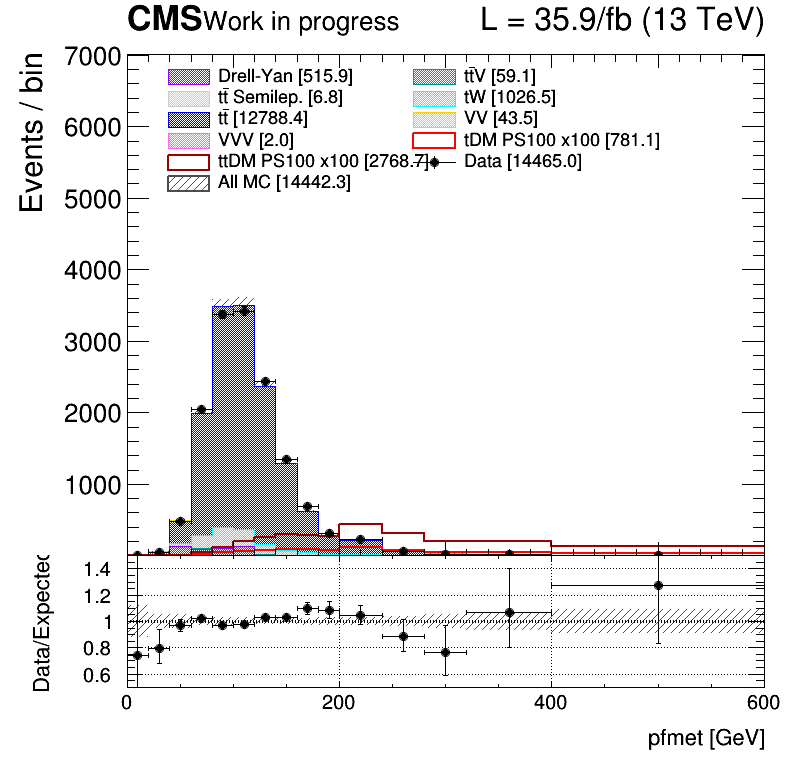 CMS Work in progress L = 35.9/fb (13 TeV)
Events / bin
7000
6000
5000
4000
3000
2000
1000
Drell-Yan [515.9] tt̄V [59.1]
tt̄ Semilep. [6.8] tW [1026.5]
tt̄ [12788.4] VV [43.5]
VVV [2.0] tDM PS100 x100 [781.1]
ttDM PS100 x100 [2768.7] Data [14465.0]
All MC [14442.3]
Data/Expected
1.4
1.2
1
0.8
0.6
0 200 400 600
pfmet [GeV]